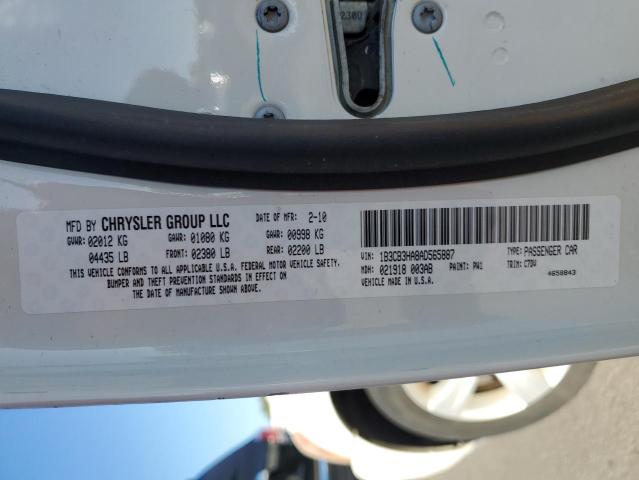 2300
MFD BY CHRYSLER GROUP LLC DATE OF MFR: 2-10
GVWR: 02012 KG GAWR: 01080 KG GAWR: 00998 KG
04435 LB FRONT: 02380 LB REAR: 02200 LB
THIS VEHICLE CONFORMS TO ALL APPLICABLE U.S.A. FEDERAL MOTOR VEHICLE SAFETY,
BUMPER AND THEFT PREVENTION STANDARDS IN EFFECT ON
THE DATE OF MANUFACTURE SHOWN ABOVE.
VIN: 1B3CB3HA8AD565887 TYPE: PASSENGER CAR
MDH: 021918 003AB PAINT: PW1 TRIM: C7DV
VEHICLE MADE IN U.S.A. 4658843